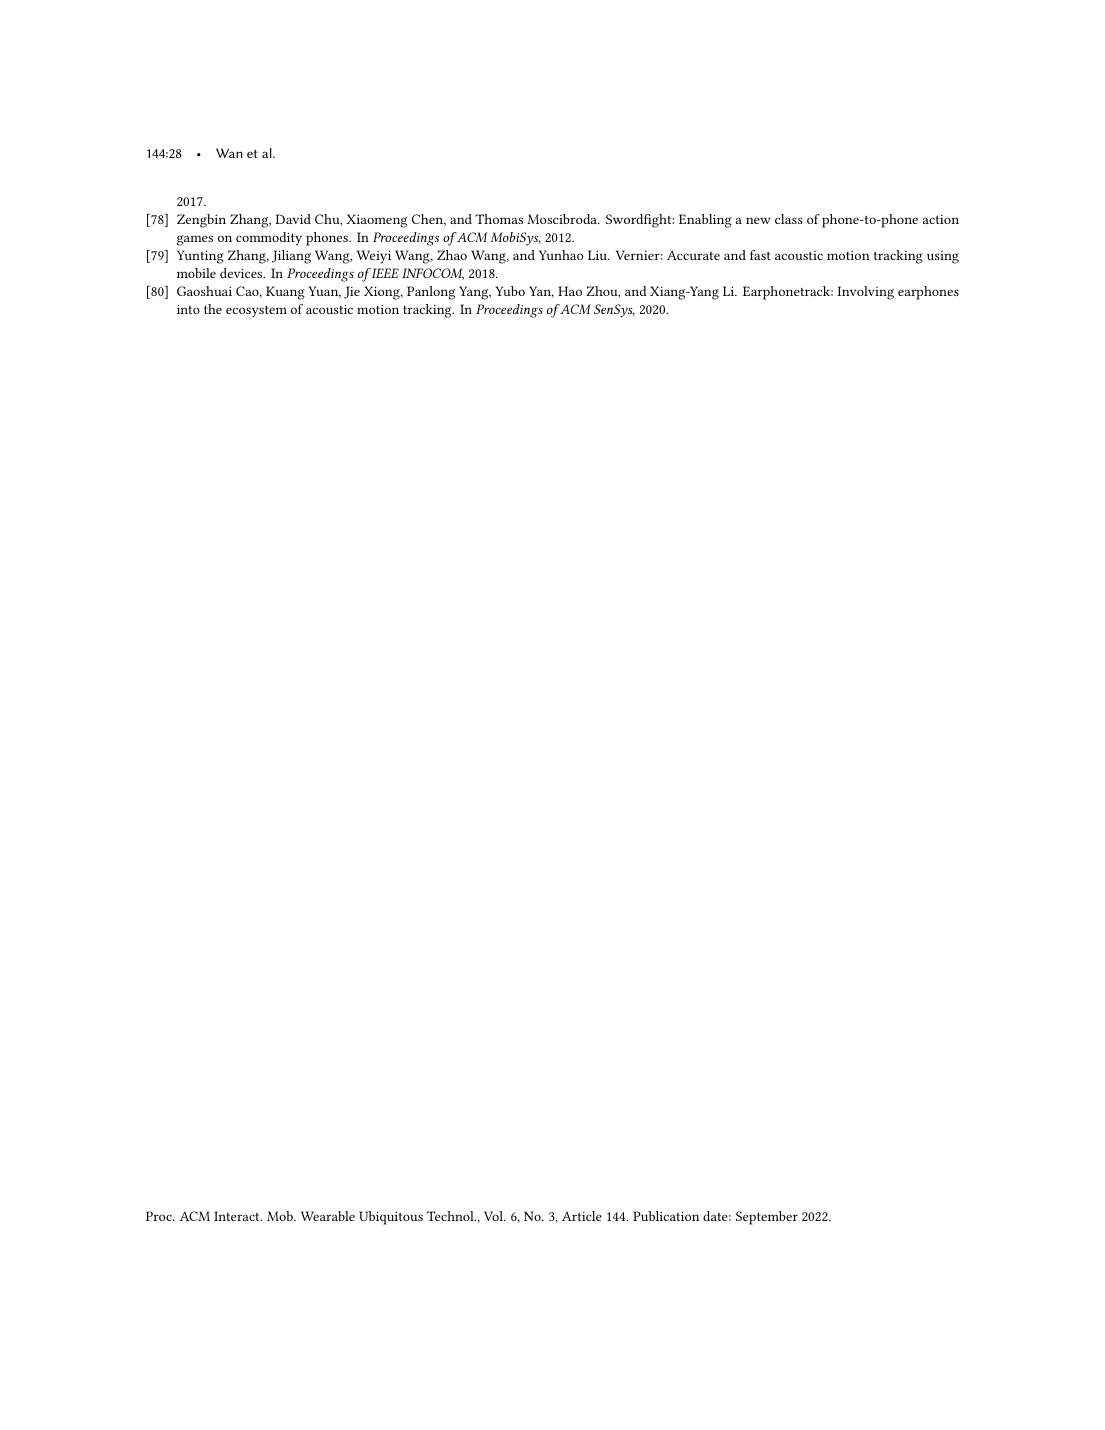 144:28 • Wan et al.
2017.
[78] Zengbin Zhang, David Chu, Xiaomeng Chen, and Thomas Moscibroda. Swordfight: Enabling a new class of phone-to-phone action
games on commodity phones. In Proceedings of ACM MobiSys, 2012.
[79] Yunting Zhang, Jiliang Wang, Weiyi Wang, Zhao Wang, and Yunhao Liu. Vernier: Accurate and fast acoustic motion tracking using
mobile devices. In Proceedings of IEEE INFOCOM, 2018.
[80] Gaoshuai Cao, Kuang Yuan, Jie Xiong, Panlong Yang, Yubo Yan, Hao Zhou, and Xiang-Yang Li. Earphonetrack: Involving earphones
into the ecosystem of acoustic motion tracking. In Proceedings of ACM SenSys, 2020.
Proc. ACM Interact. Mob. Wearable Ubiquitous Technol., Vol. 6, No. 3, Article 144. Publication date: September 2022.